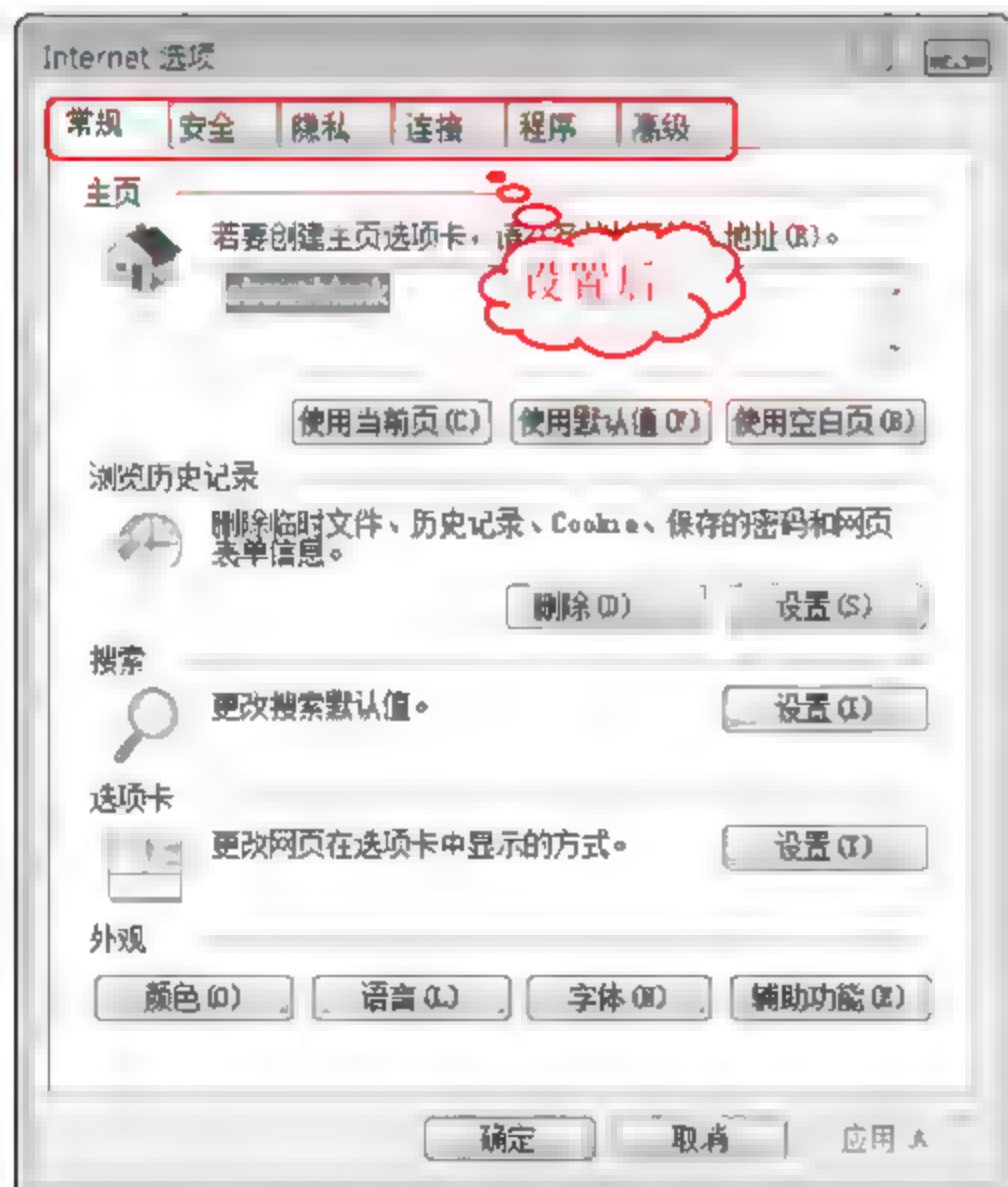 Internet 选项
常规 安全 隐私 连接 程序 高级
主页
若要创建主页选项卡，地址(R)。
设置后
使用当前页(C) 使用默认值(F) 使用空白页(B)
浏览历史记录
删除临时文件、历史记录、Cookie、保存的密码和网页
表单信息。
删除(D) 设置(S)
搜索
更改搜索默认值。
设置(I)
选项卡
更改网页在选项卡中显示的方式。
设置(T)
外观
颜色(O) 语言(L) 字体(N) 辅助功能(E)
确定 取消 应用 A